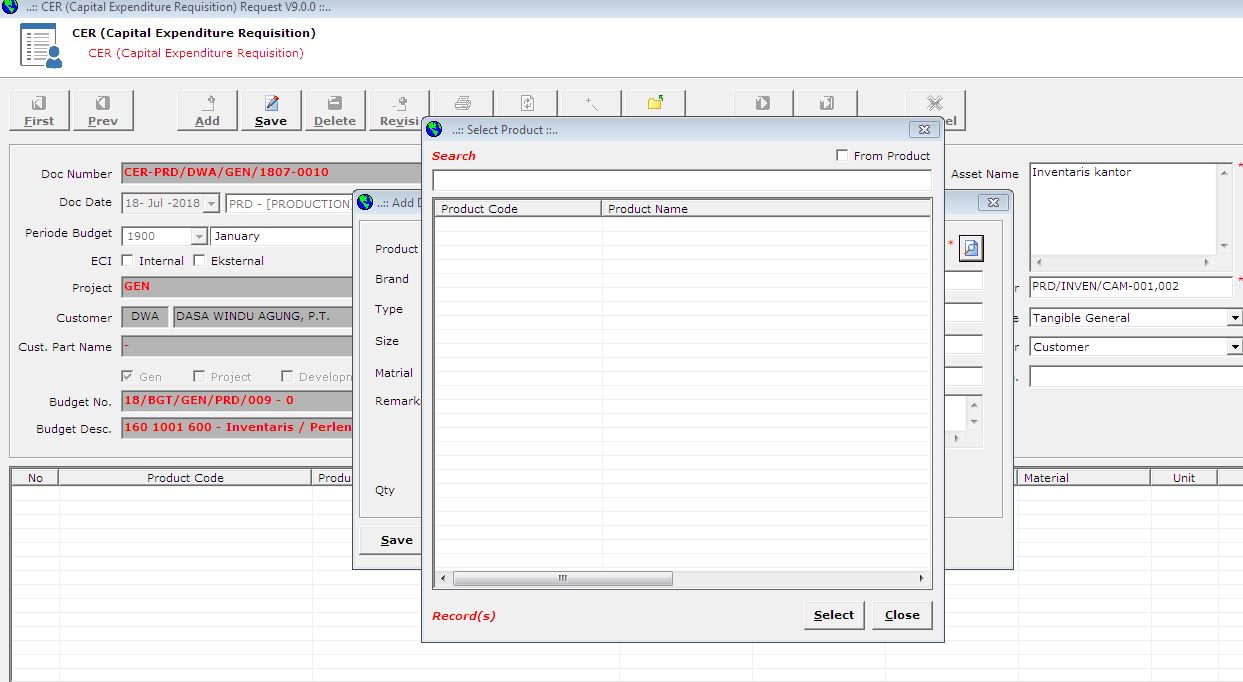 ..:: CER (Capital Expenditure Requisition) Request V9.0.0 ::..
CER (Capital Expenditure Requisition)
CER (Capital Expenditure Requisition)
First
Prev
Add
Save
Delete
Revisi
el
..:: Select Product ::..
Search
From Product
Product Code
Product Name
Record(s)
Select
Close
..:: Add D
Product
Brand
Type
Size
Matrial
Remark
Qty
Save
*
Doc Number
CER-PRD/DWA/GEN/1807-0010
Doc Date
18- Jul -2018
PRD - [PRODUCTION]
Periode Budget
1900
January
ECI
Internal
Eksternal
Project
GEN
Customer
DWA
DASA WINDU AGUNG, P.T.
Cust. Part Name
-
Gen
Project
Developn
Budget No.
18/BGT/GEN/PRD/009 - 0
Budget Desc.
160 1001 600 - Inventaris / Perlen
Asset Name
Inventaris kantor
*
r
PRD/INVEN/CAM-001,002
*
e
Tangible General
r
Customer
.
No
Product Code
Produ
Material
Unit